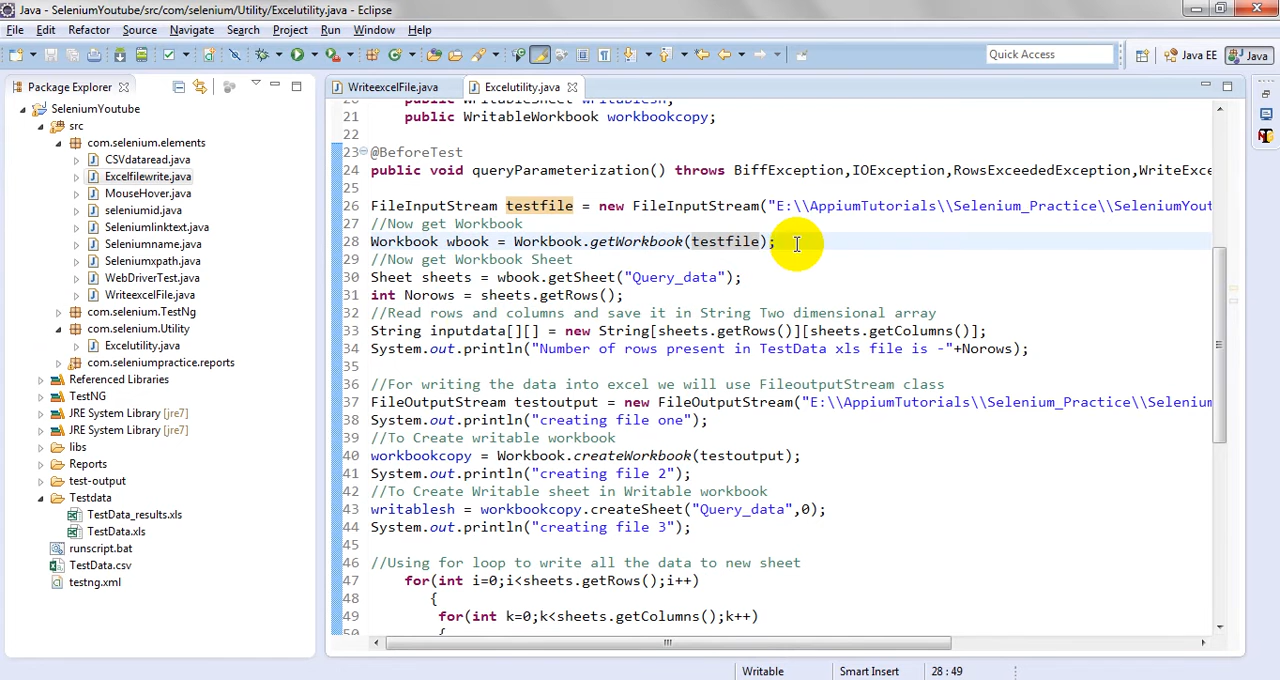 Java - SeleniumYoutube/src/com/selenium/Utility/Excelutility.java - Eclipse
File Edit Refactor Source Navigate Search Project Run Window Help
Quick Access
Java EE
Java
Package Explorer
SeleniumYoutube
src
com.selenium.elements
CSVdataread.java
Excelfilewrite.java
MouseHover.java
seleniumid.java
Seleniumlinktext.java
Seleniumname.java
Seleniumxpath.java
WebDriverTest.java
WriteexcelFile.java
com.selenium.TestNg
com.selenium.Utility
Excelutility.java
com.seleniumpractice.reports
Referenced Libraries
TestNG
JRE System Library [jre7]
JRE System Library [jre7]
libs
Reports
test-output
Testdata
TestData_results.xls
TestData.xls
runscript.bat
TestData.csv
testng.xml
WriteexcelFile.java
Excelutility.java
20 public WritableSheet writablesh;
21 public WritableWorkbook workbookcopy;
22
23 @BeforeTest
24 public void queryParameterization() throws BiffException,IOException,RowsExceededException,WriteExce
25
26 FileInputStream testfile = new FileInputStream("E:\\AppiumTutorials\\Selenium_Practice\\SeleniumYout
27 //Now get Workbook
28 Workbook wbook = Workbook.getWorkbook(testfile);
29 //Now get Workbook Sheet
30 Sheet sheets = wbook.getSheet("Query_data");
31 int Norows = sheets.getRows();
32 //Read rows and columns and save it in String Two dimensional array
33 String inputdata[][] = new String[sheets.getRows()][sheets.getColumns()];
34 System.out.println("Number of rows present in TestData xls file is -"+Norows);
35
36 //For writing the data into excel we will use FileoutputStream class
37 FileOutputStream testoutput = new FileOutputStream("E:\\AppiumTutorials\\Selenium_Practice\\Selenium
38 System.out.println("creating file one");
39 //To Create writable workbook
40 workbookcopy = Workbook.createWorkbook(testoutput);
41 System.out.println("creating file 2");
42 //To Create Writable sheet in Writable workbook
43 writablesh = workbookcopy.createSheet("Query_data",0);
44 System.out.println("creating file 3");
45
46 //Using for loop to write all the data to new sheet
47 for(int i=0;i<sheets.getRows();i++)
48 {
49 for(int k=0;k<sheets.getColumns();k++)
50 {
Writable Smart Insert 28 : 49